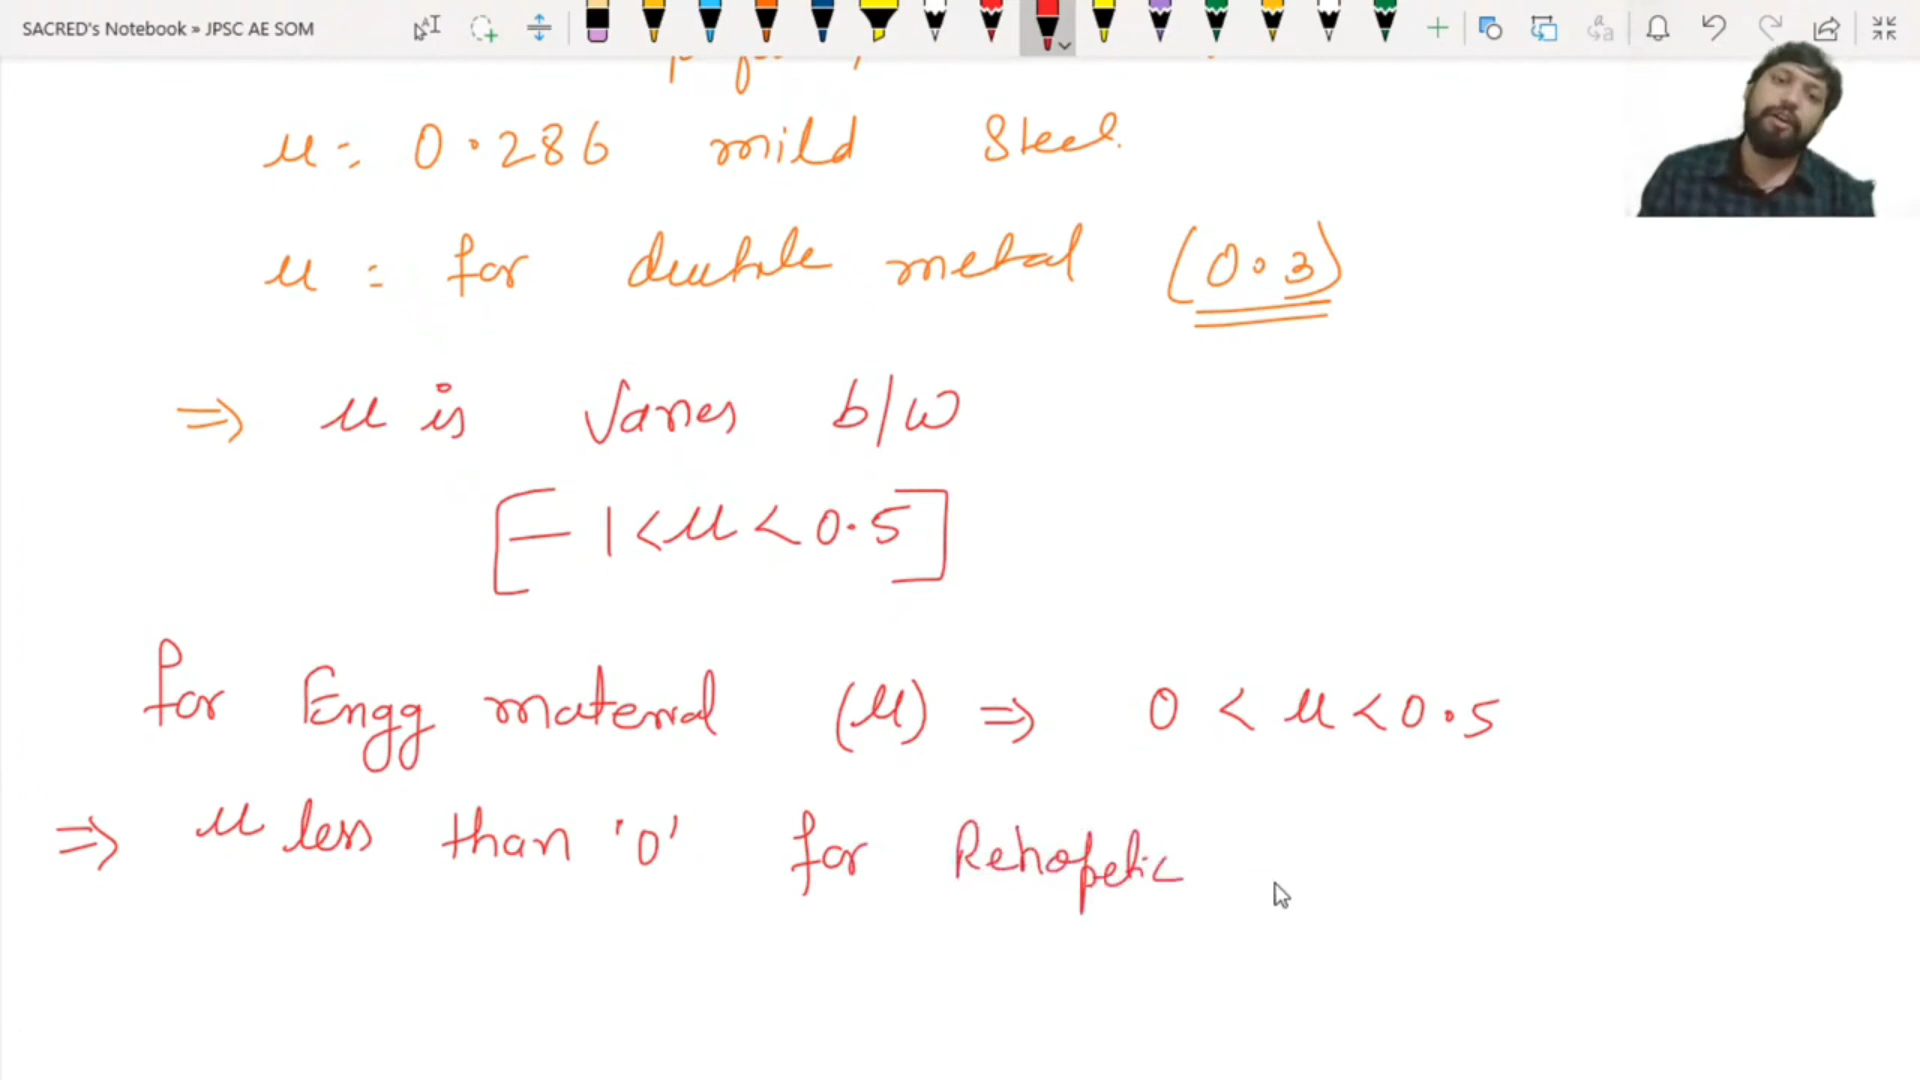 SACRED's Notebook » JPSC AE SOM
μ = 0.286 mild Steel.
μ = for ductile metal (0.3)
⇒ μ is Varies b/w
[-1<μ<0.5]
for Engg material (μ) ⇒ 0 < μ < 0.5
⇒ μ less than '0' for